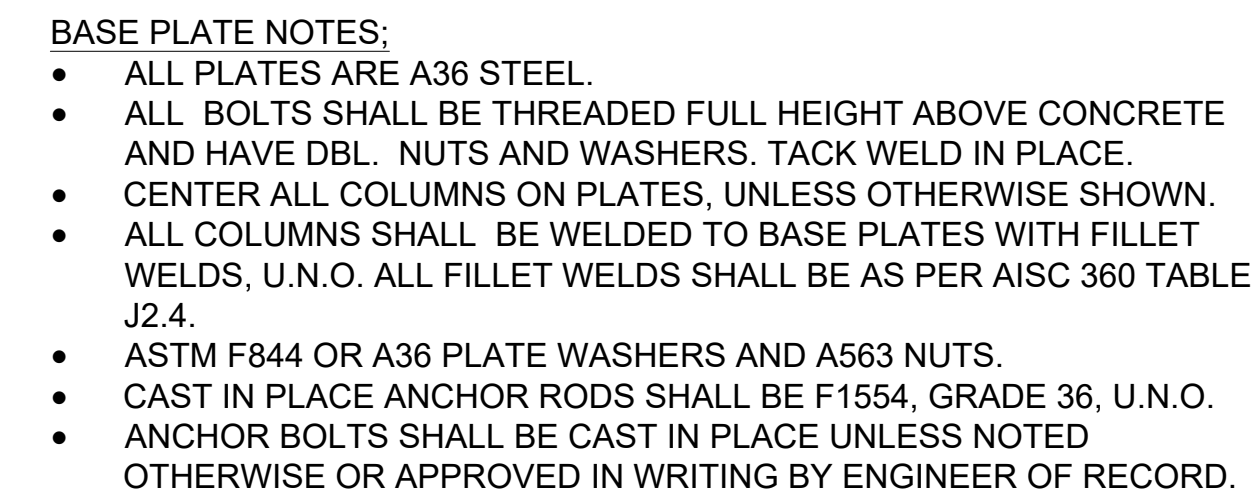 BASE PLATE NOTES;
• ALL PLATES ARE A36 STEEL.
• ALL BOLTS SHALL BE THREADED FULL HEIGHT ABOVE CONCRETE
AND HAVE DBL. NUTS AND WASHERS. TACK WELD IN PLACE.
• CENTER ALL COLUMNS ON PLATES, UNLESS OTHERWISE SHOWN.
• ALL COLUMNS SHALL BE WELDED TO BASE PLATES WITH FILLET
WELDS, U.N.O. ALL FILLET WELDS SHALL BE AS PER AISC 360 TABLE
J2.4.
• ASTM F844 OR A36 PLATE WASHERS AND A563 NUTS.
• CAST IN PLACE ANCHOR RODS SHALL BE F1554, GRADE 36, U.N.O.
• ANCHOR BOLTS SHALL BE CAST IN PLACE UNLESS NOTED
OTHERWISE OR APPROVED IN WRITING BY ENGINEER OF RECORD.